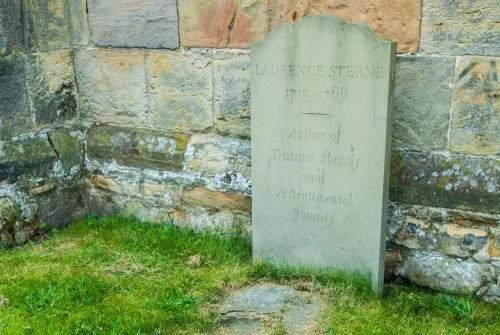 LAURENCE STERNE
1713 - 1768
Author of
Tristram Shandy
and
A Sentimental
Journey